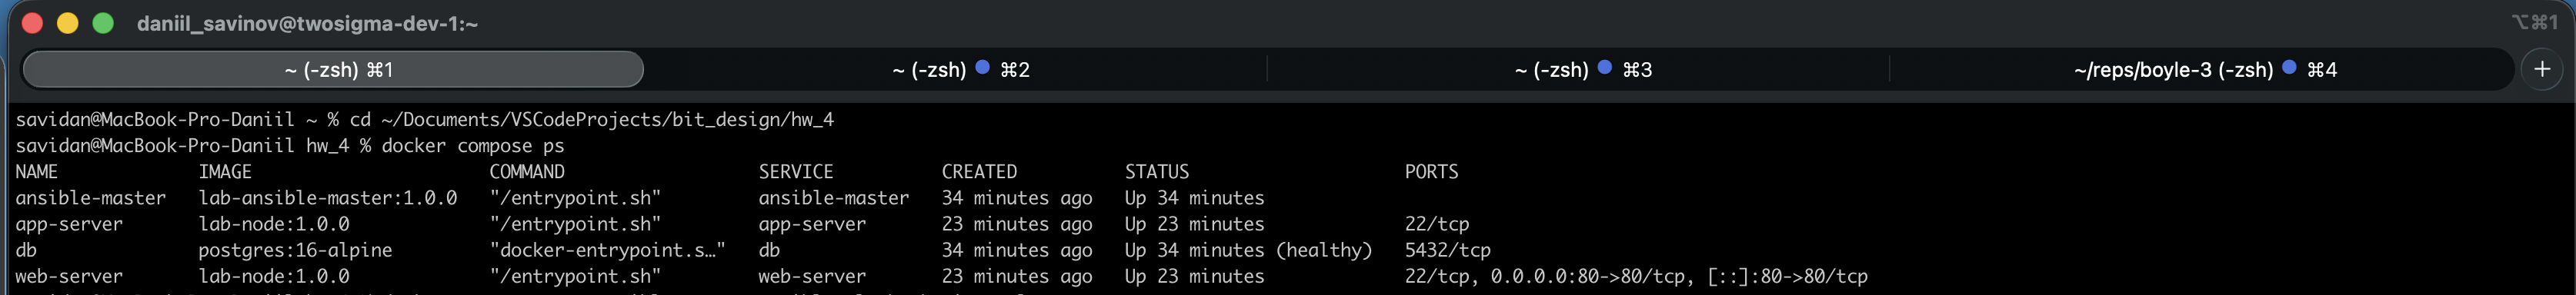 daniil_savinov@twosigma-dev-1:~ ⌥⌘1
~ (-zsh) ⌘1 ~ (-zsh) ⌘2 ~ (-zsh) ⌘3 ~/reps/boyle-3 (-zsh) ⌘4 +
savidan@MacBook-Pro-Daniil ~ % cd ~/Documents/VSCodeProjects/bit_design/hw_4
savidan@MacBook-Pro-Daniil hw_4 % docker compose ps
NAME IMAGE COMMAND SERVICE CREATED STATUS PORTS
ansible-master lab-ansible-master:1.0.0 "/entrypoint.sh" ansible-master 34 minutes ago Up 34 minutes
app-server lab-node:1.0.0 "/entrypoint.sh" app-server 23 minutes ago Up 23 minutes 22/tcp
db postgres:16-alpine "docker-entrypoint.s…" db 34 minutes ago Up 34 minutes (healthy) 5432/tcp
web-server lab-node:1.0.0 "/entrypoint.sh" web-server 23 minutes ago Up 23 minutes 22/tcp, 0.0.0.0:80->80/tcp, [::]:80->80/tcp